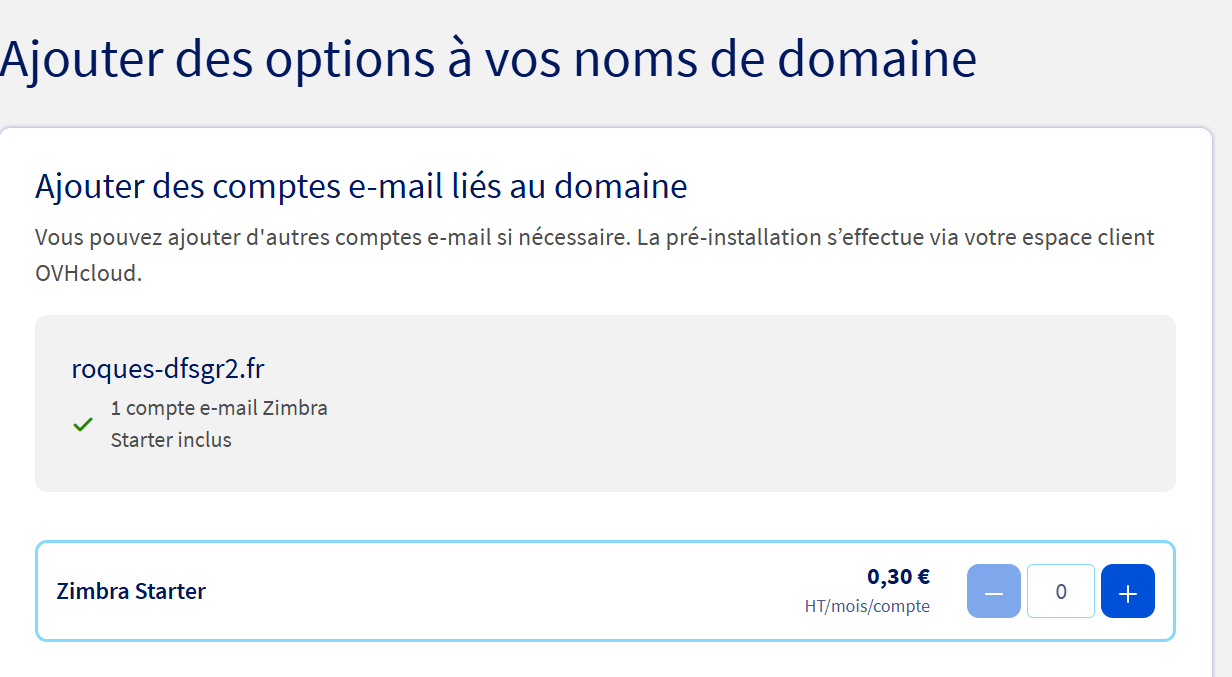 Ajouter des options à vos noms de domaine
Ajouter des comptes e-mail liés au domaine
Vous pouvez ajouter d'autres comptes e-mail si nécessaire. La pré-installation s’effectue via votre espace client
OVHcloud.
roques-dfsgr2.fr
1 compte e-mail Zimbra
Starter inclus
Zimbra Starter
0,30 €
HT/mois/compte
— 0 +